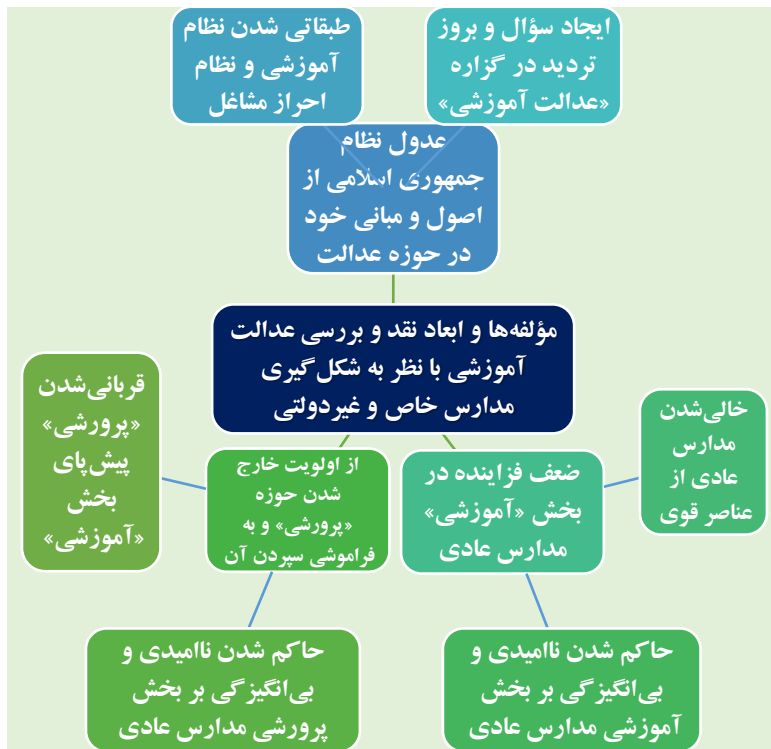 ایجاد سؤال و بروز
تردید در گزاره
«عدالت آموزشی»
طبقاتی شدن نظام
آموزشی و نظام
احراز مشاغل
عدول نظام
جمهوری اسلامی از
اصول و مبانی خود
در حوزه عدالت
مؤلفه‌ها و ابعاد نقد و بررسی عدالت
آموزشی با نظر به شکل‌گیری
مدارس خاص و غیردولتی
خالی‌شدن
مدارس
عادی از
عناصر قوی
ضعف فزاینده در
بخش «آموزشی»
مدارس عادی
از اولویت خارج
شدن حوزه
«پرورشی» و به
فراموشی سپردن آن
قربانی‌شدن
«پرورشی»
پیش‌پای
بخش
«آموزشی»
حاکم شدن ناامیدی و
بی‌انگیزگی بر بخش
آموزشی مدارس عادی
حاکم شدن ناامیدی و
بی‌انگیزگی بر بخش
پرورشی مدارس عادی